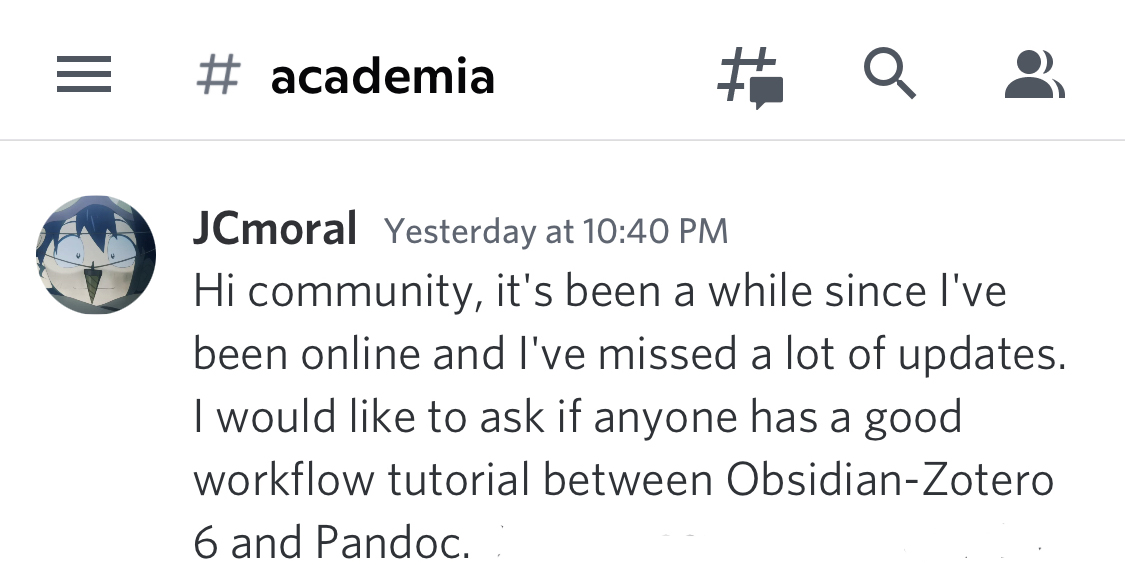 # academia
JCmoral Yesterday at 10:40 PM
Hi community, it's been a while since I've
been online and I've missed a lot of updates.
I would like to ask if anyone has a good
workflow tutorial between Obsidian-Zotero
6 and Pandoc.